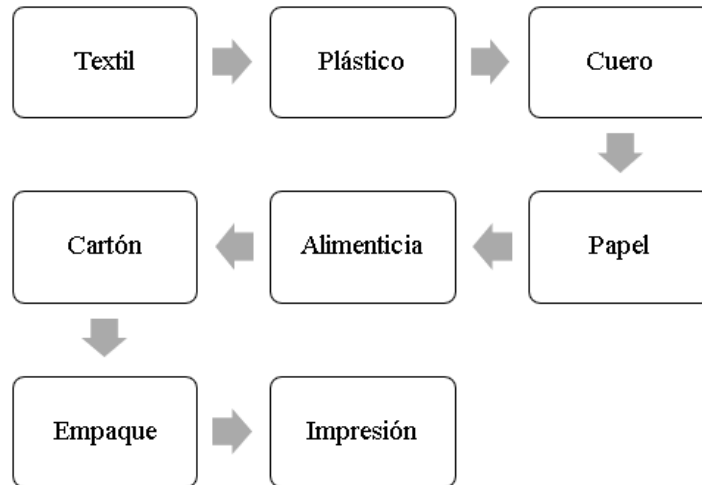 Textil
Plástico
Cuero
Papel
Alimenticia
Cartón
Empaque
Impresión